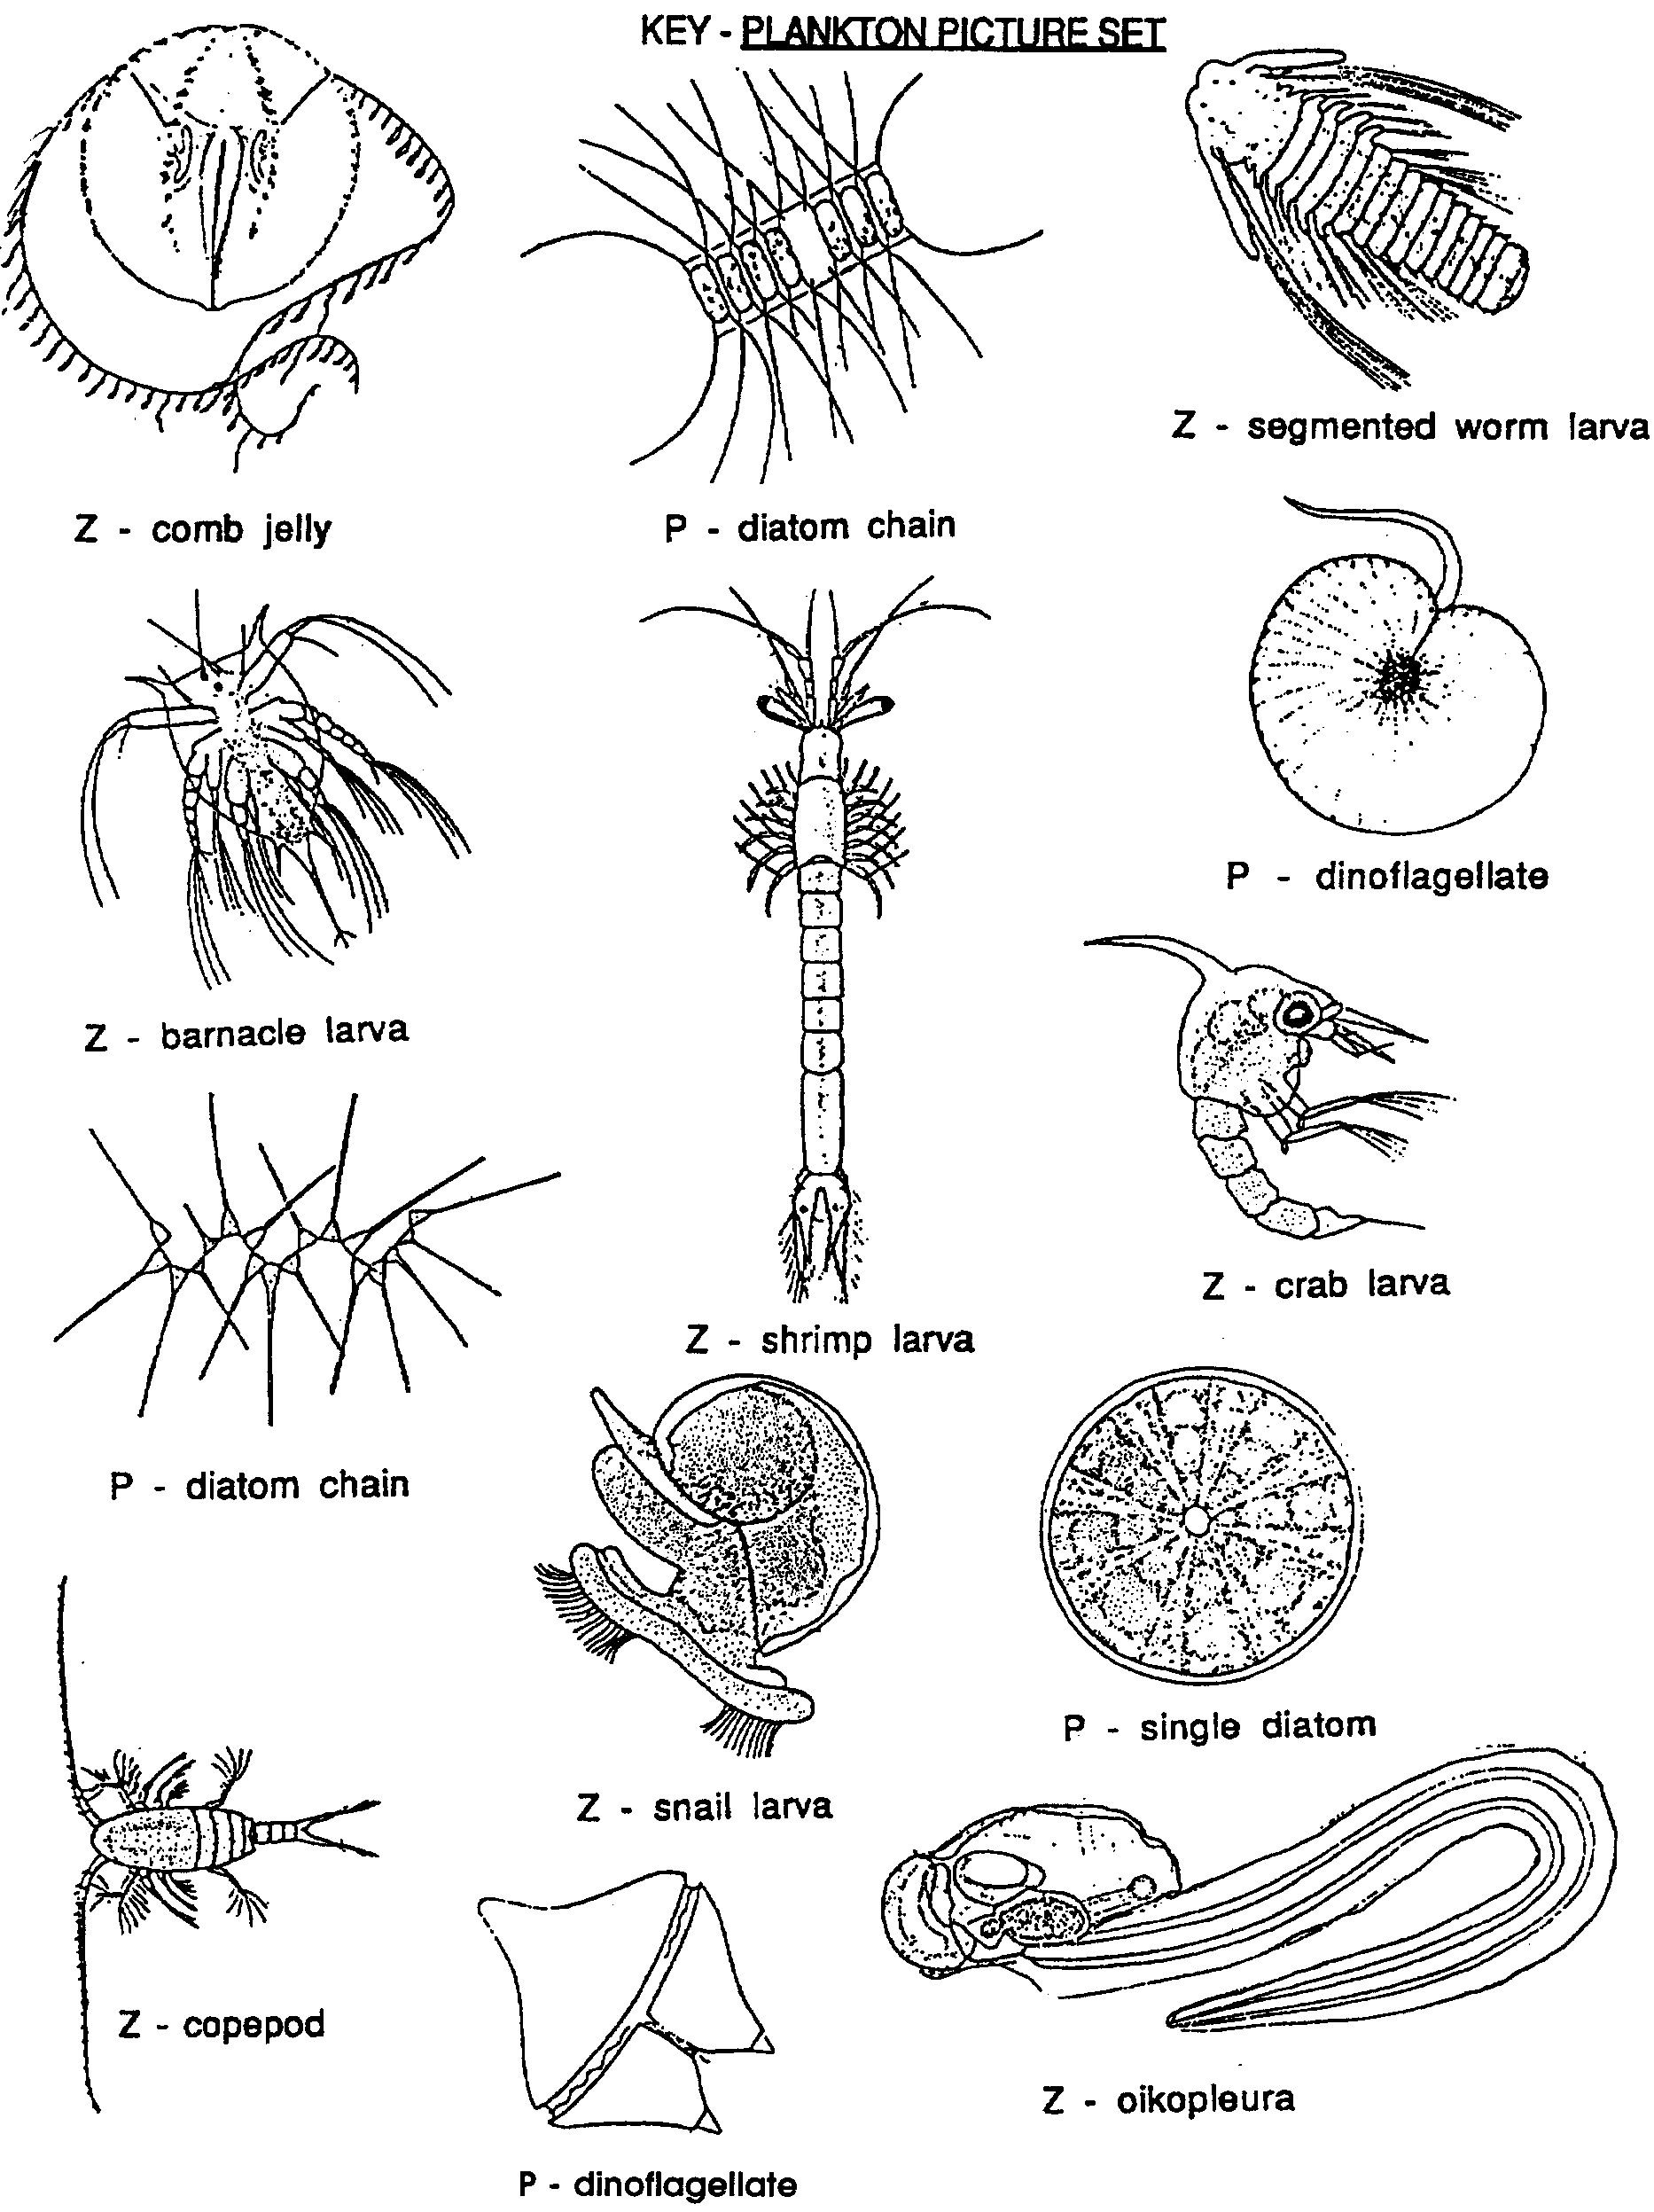 KEY - PLANKTON PICTURE SET
Z - segmented worm larva
Z - comb jelly
P - diatom chain
P - dinoflagellate
Z - barnacle larva
Z - crab larva
Z - shrimp larva
P - diatom chain
P - single diatom
Z - snail larva
Z - copepod
Z - oikopleura
P - dinoflagellate